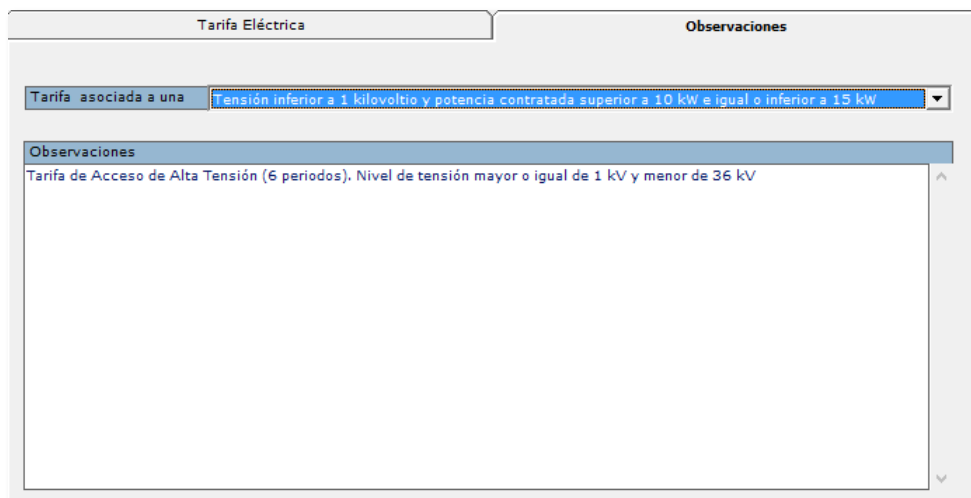 Tarifa Eléctrica
Observaciones
Tarifa asociada a una
Tensión inferior a 1 kilovoltio y potencia contratada superior a 10 kW e igual o inferior a 15 kW
Observaciones
Tarifa de Acceso de Alta Tensión (6 periodos). Nivel de tensión mayor o igual de 1 kV y menor de 36 kV